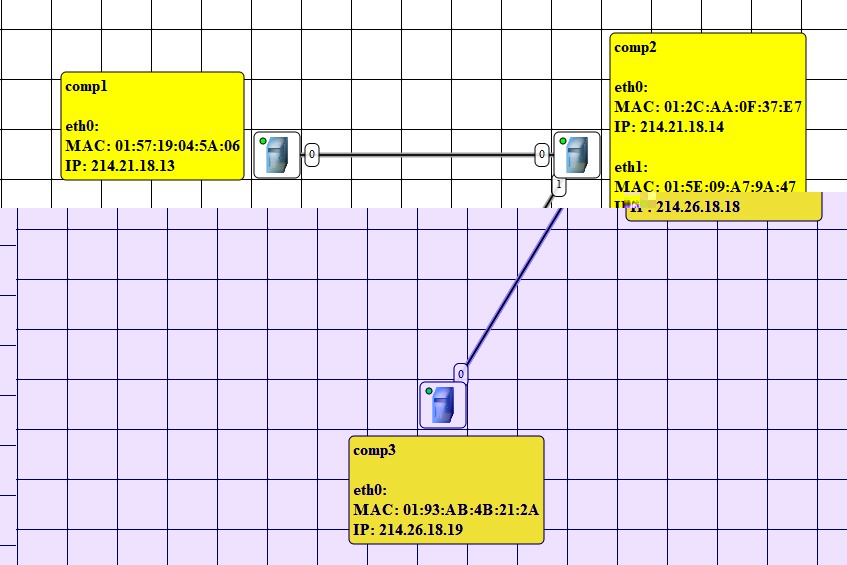 comp1
eth0:
MAC: 01:57:19:04:5A:06
IP: 214.21.18.13
0
0
1
comp2
eth0:
MAC: 01:2C:AA:0F:37:E7
IP: 214.21.18.14
eth1:
MAC: 01:5E:09:A7:9A:47
214.26.18.18
0
comp3
eth0:
MAC: 01:93:AB:4B:21:2A
IP: 214.26.18.19